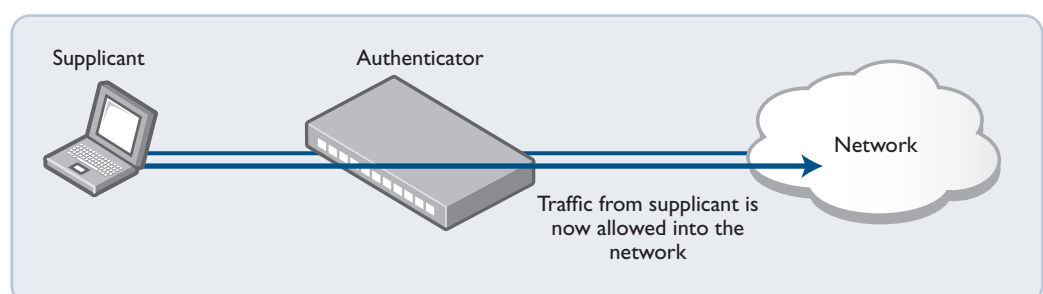 Supplicant
Authenticator
Network
Traffic from supplicant is
now allowed into the
network